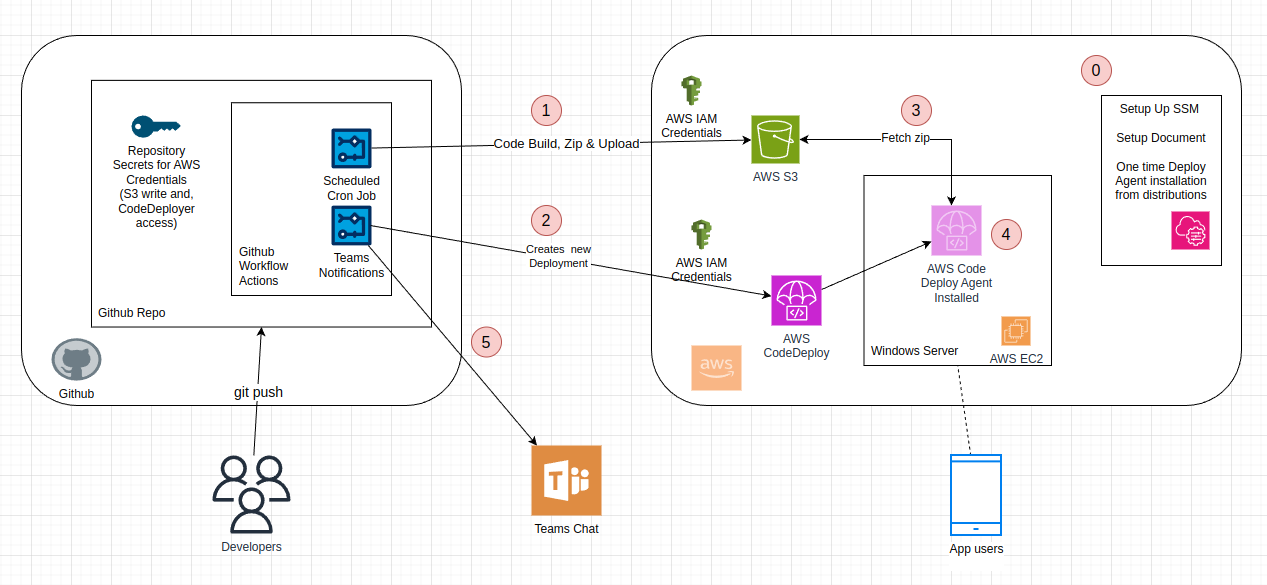 0
Setup Up SSM
Setup Document
One time Deploy
Agent installation
from distributions
1
AWS IAM
Credentials
3
Repository
Secrets for AWS
Credentials
(S3 write and,
CodeDeployer
access)
Code Build, Zip & Upload
Fetch zip
AWS S3
Scheduled
Cron Job
2
4
Github
Workflow
Actions
Teams
Notifications
Creates new
Deployment
AWS IAM
Credentials
AWS Code
Deploy Agent
Installed
Github Repo
5
AWS
CodeDeploy
Windows Server
AWS EC2
aws
Github
git push
T
Teams Chat
Developers
App users